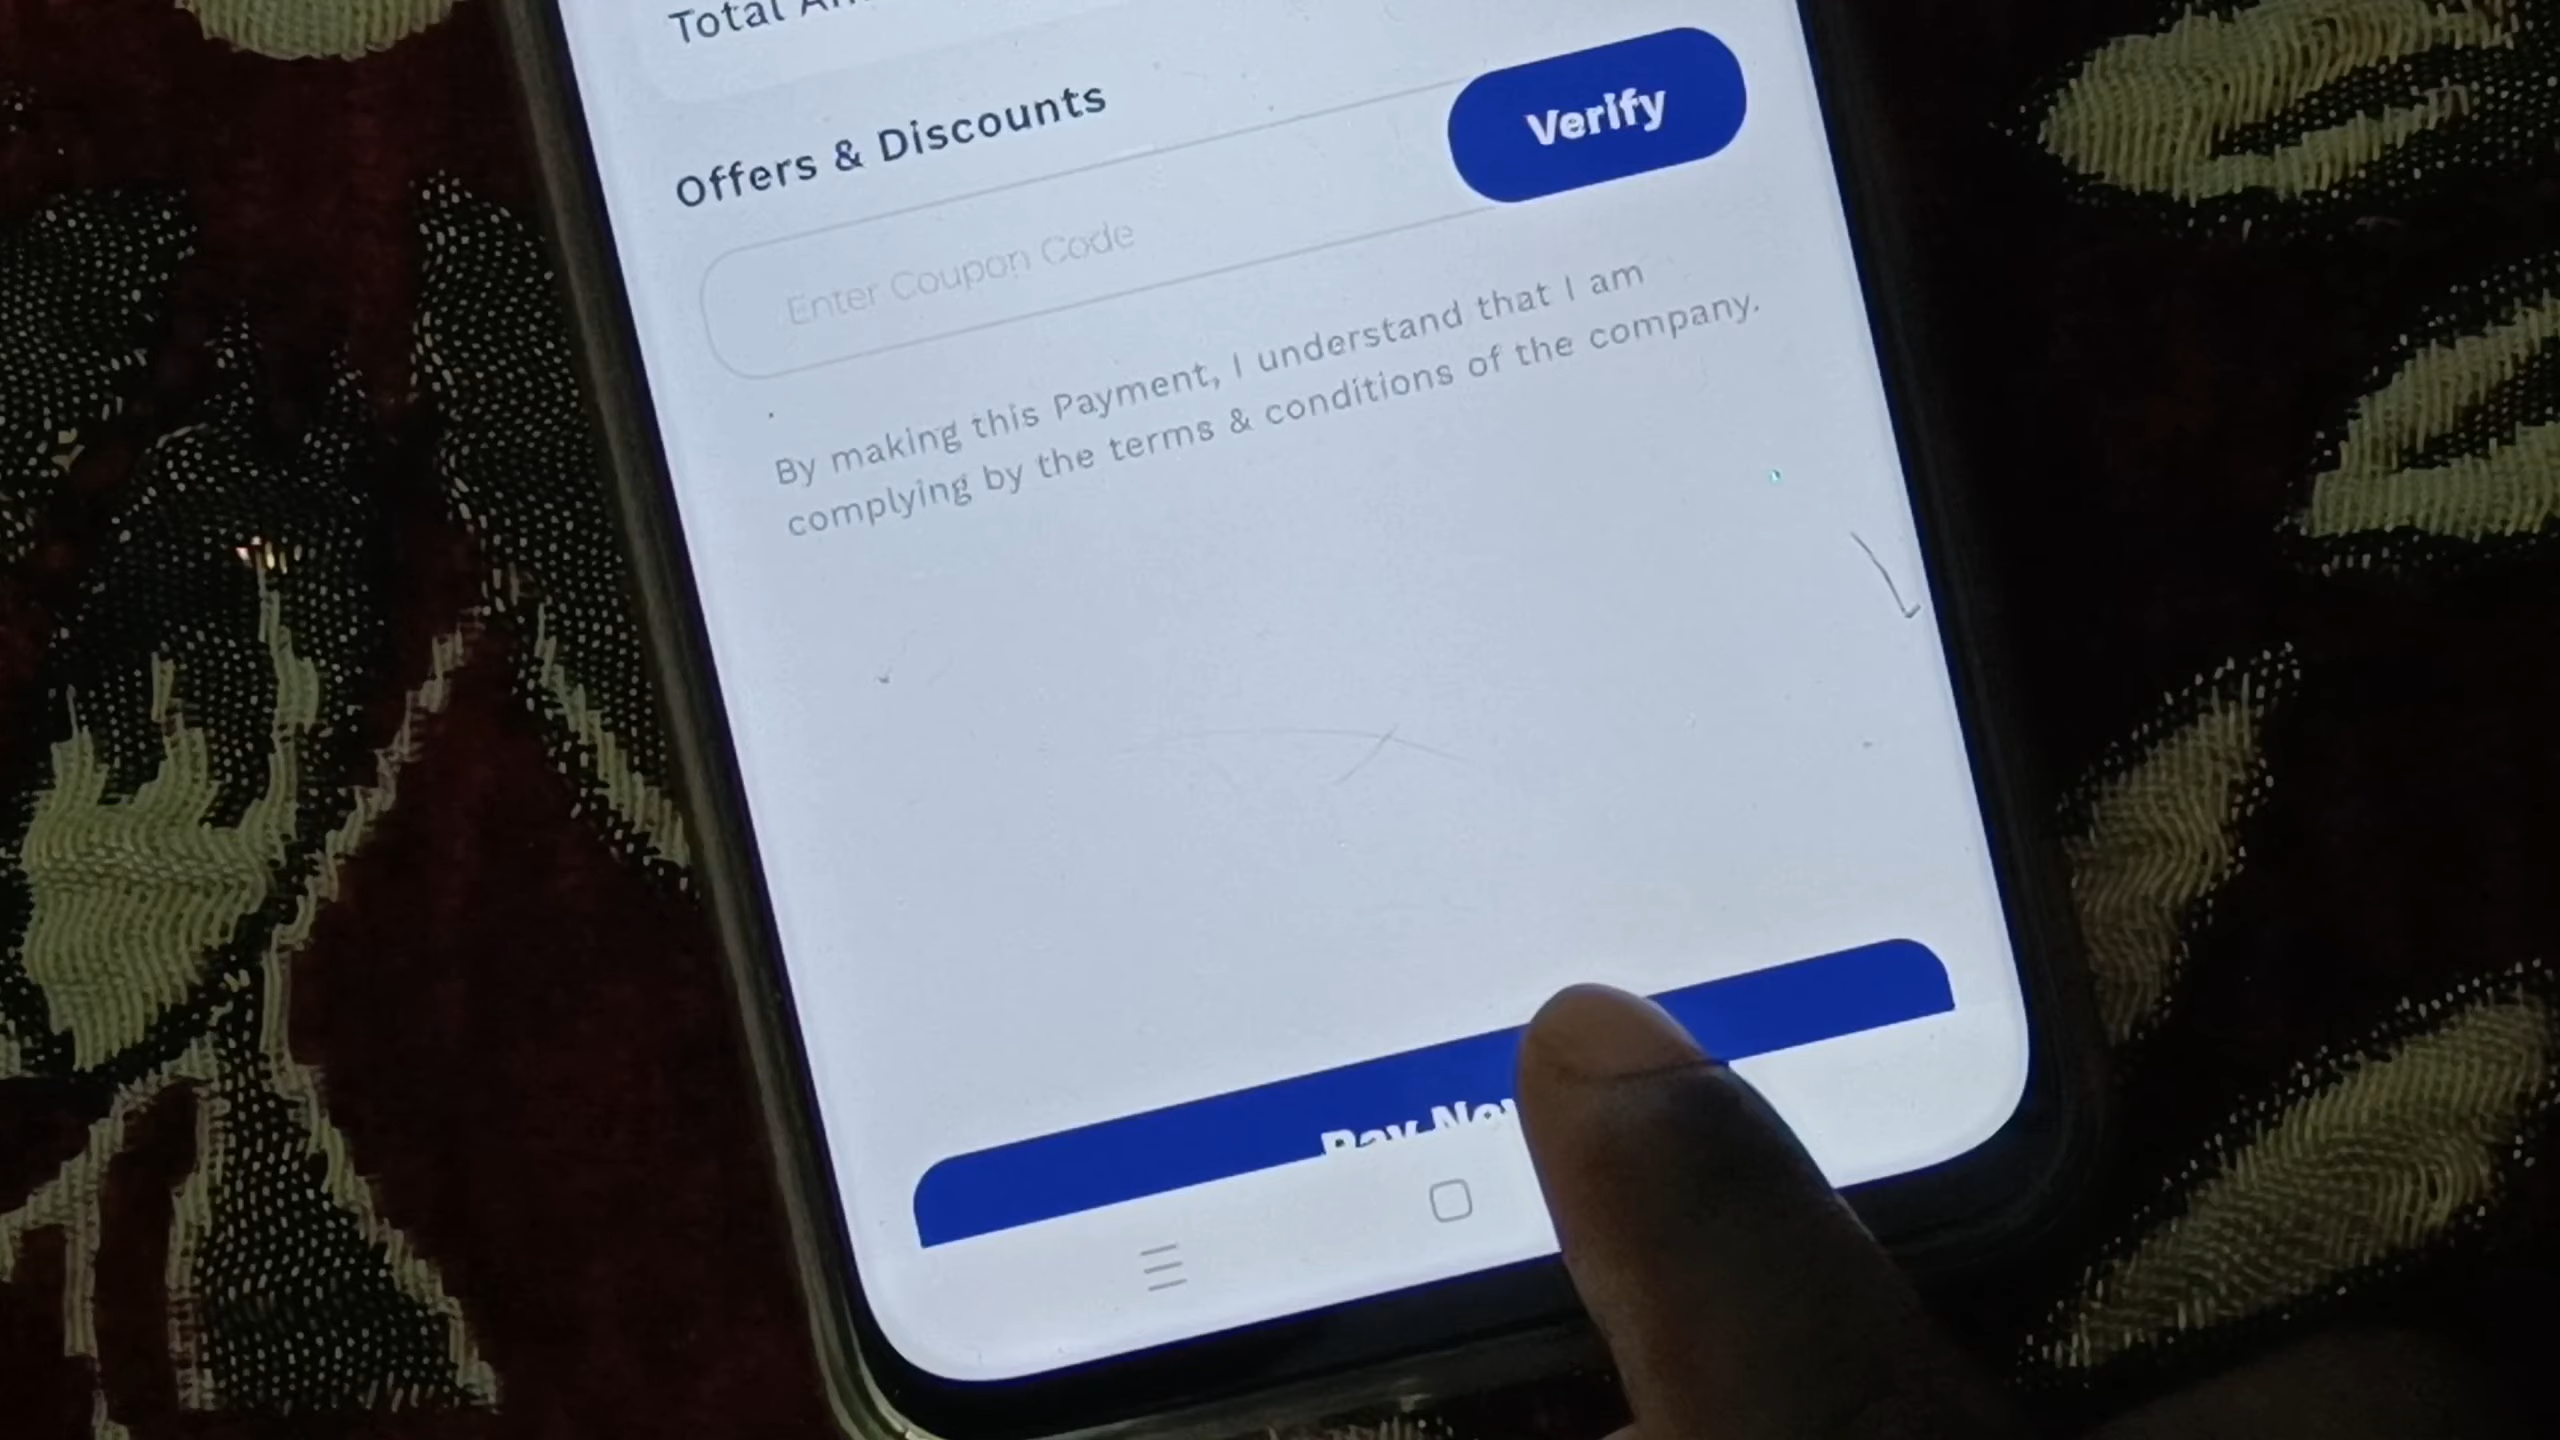 Total
Offers & Discounts
Verify
Enter Coupon Code
By making this Payment, I understand that I am
complying by the terms & conditions of the company.
Pay